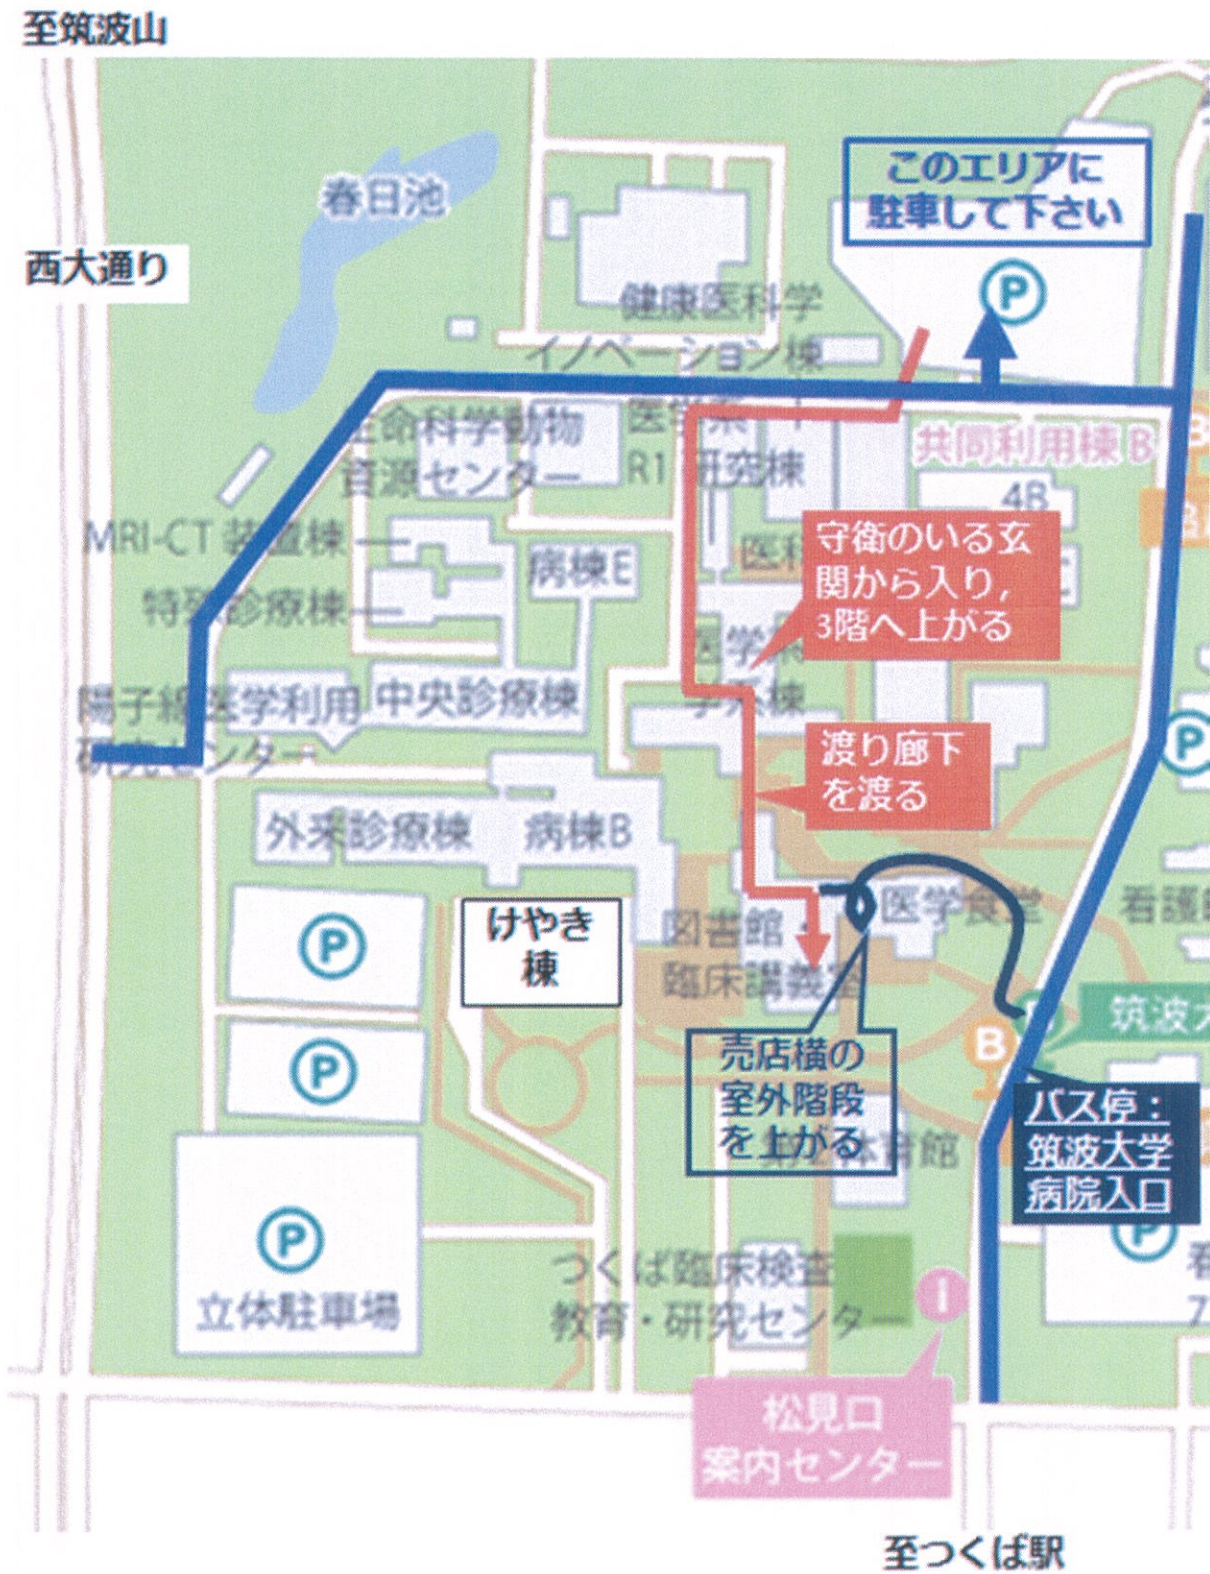 至筑波山
このエリアに
駐車して下さい
春日池
西大通り
P
健康医科学
イノベーション棟
生命科学動物
資源センター
医学系
R1 研究棟
共同利用棟 B
B
4B
MRI-CT 装置棟
特殊診療棟
病棟E
医科
守衛のいる玄
関から入り,
3階へ上がる
医学系
学系棟
陽子線医学利用
研究センター
中央診療棟
渡り廊下
を渡る
P
外来診療棟
病棟B
けやき
棟
図書館・
臨床講義室
医学食堂
看護
P
P
B
筑波大
売店横の
室外階段
を上がる
バス停：
筑波大学
病院入口
体育館
P
立体駐車場
P
つくば臨床検査
教育・研究センター
I
看
7
松見口
案内センター
至つくば駅